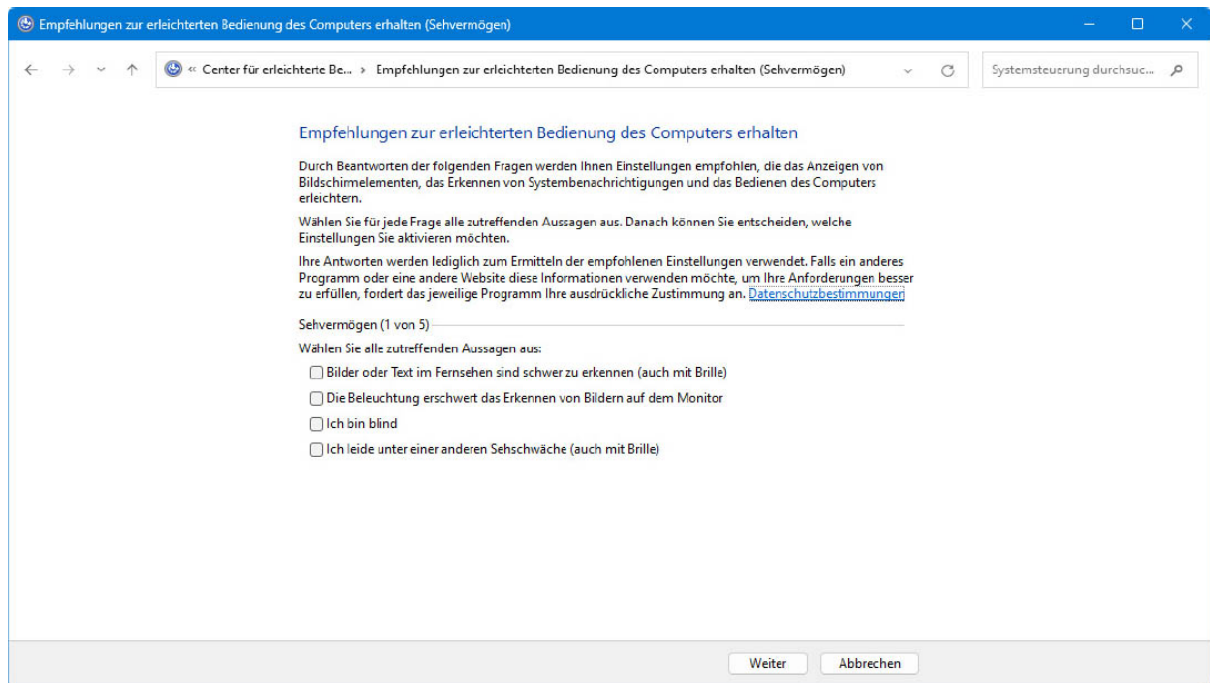 Empfehlungen zur erleichterten Bedienung des Computers erhalten (Sehvermögen)
« Center für erleichterte Be... › Empfehlungen zur erleichterten Bedienung des Computers erhalten (Sehvermögen)
Systemsteuerung durchsuc...
Empfehlungen zur erleichterten Bedienung des Computers erhalten
Durch Beantworten der folgenden Fragen werden Ihnen Einstellungen empfohlen, die das Anzeigen von
Bildschirmelementen, das Erkennen von Systembenachrichtigungen und das Bedienen des Computers
erleichtern.
Wählen Sie für jede Frage alle zutreffenden Aussagen aus. Danach können Sie entscheiden, welche
Einstellungen Sie aktivieren möchten.
Ihre Antworten werden lediglich zum Ermitteln der empfohlenen Einstellungen verwendet. Falls ein anderes
Programm oder eine andere Website diese Informationen verwenden möchte, um Ihre Anforderungen besser
zu erfüllen, fordert das jeweilige Programm Ihre ausdrückliche Zustimmung an. Datenschutzbestimmungen
Sehvermögen (1 von 5)
Wählen Sie alle zutreffenden Aussagen aus:
Bilder oder Text im Fernsehen sind schwer zu erkennen (auch mit Brille)
Die Beleuchtung erschwert das Erkennen von Bildern auf dem Monitor
Ich bin blind
Ich leide unter einer anderen Sehschwäche (auch mit Brille)
Weiter
Abbrechen